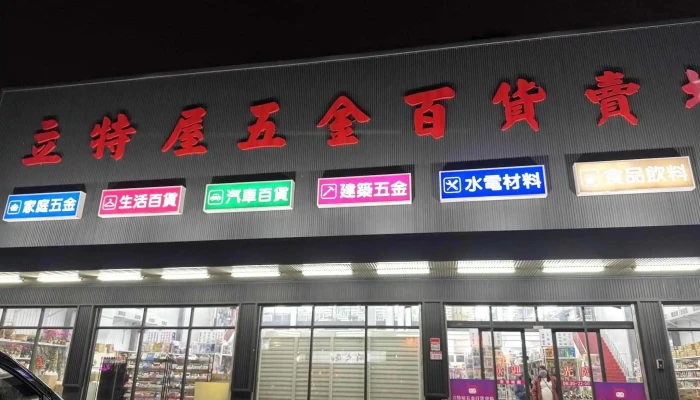 立特屋五金百貨賣場
家庭五金
生活百貨
汽車百貨
建築五金
水電材料
食品飲料